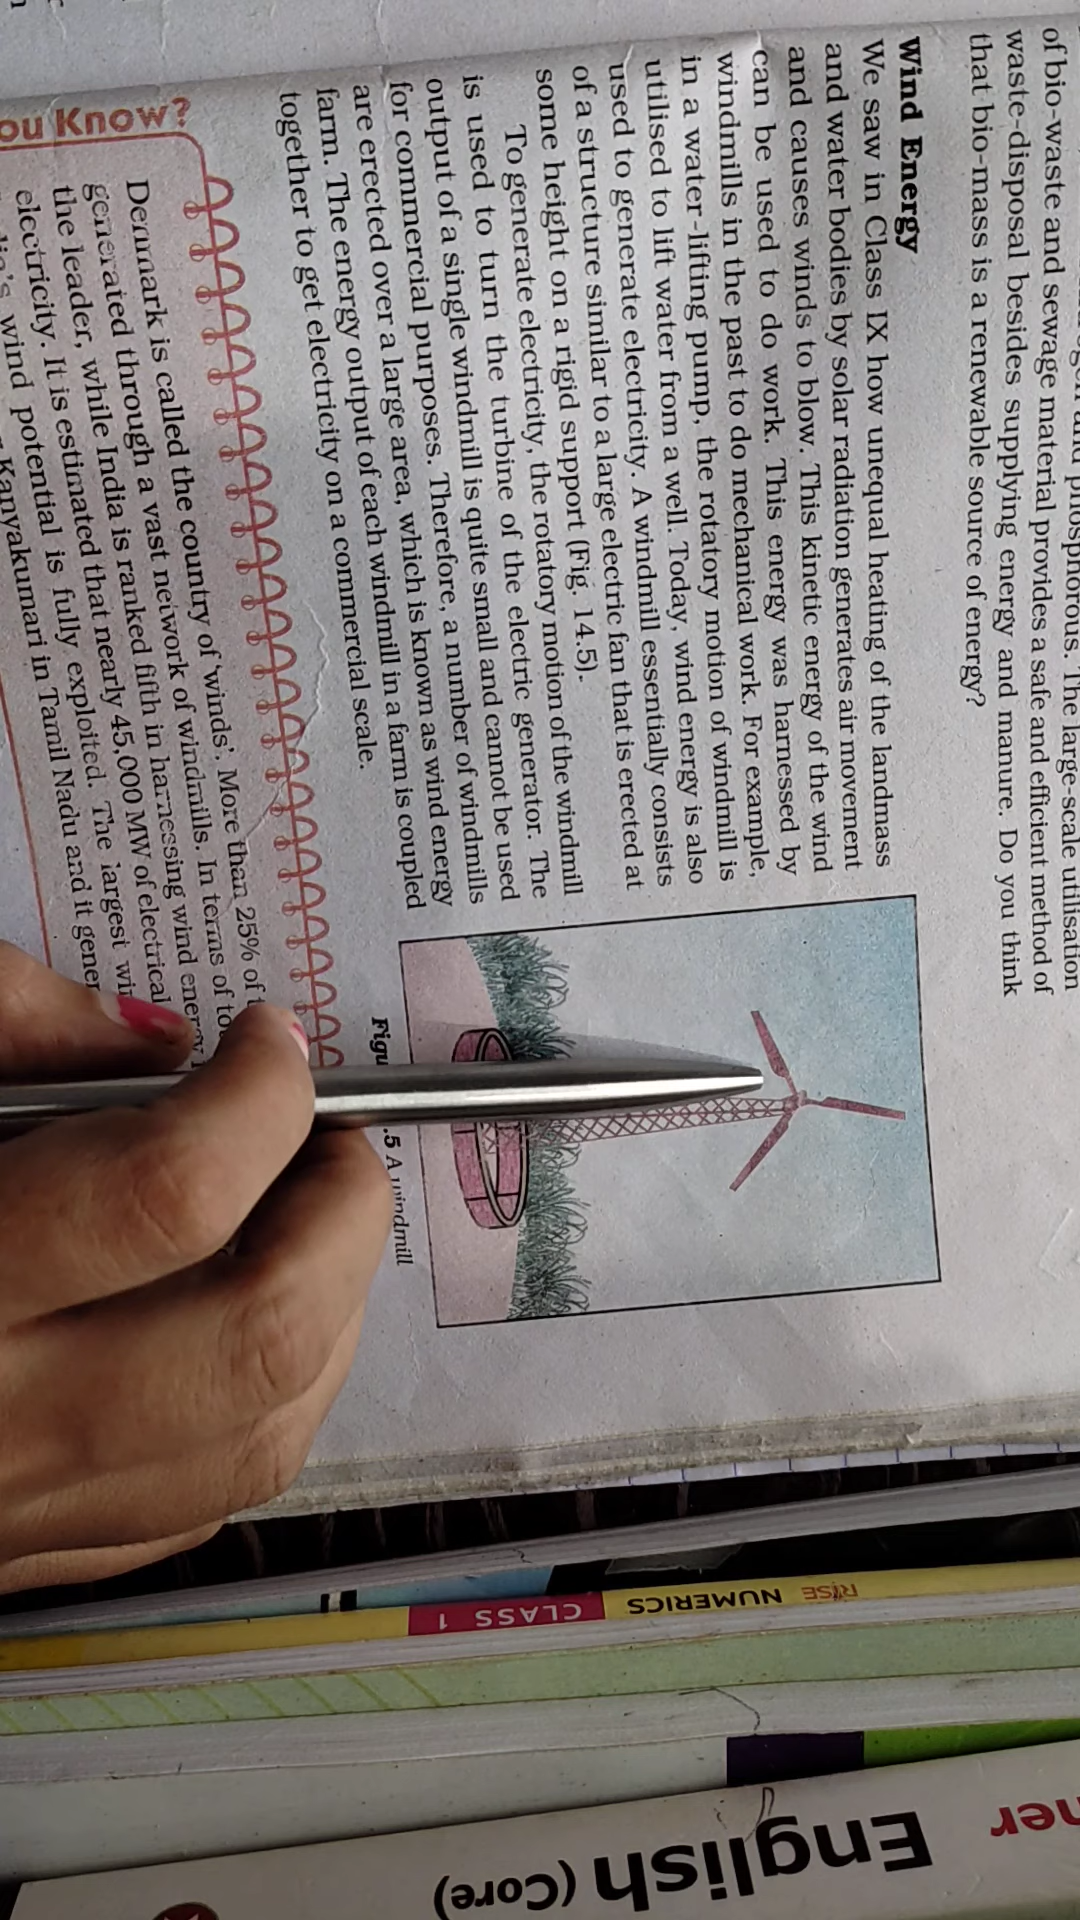 of bio-waste and sewage material provides a safe and efficient method of
waste-disposal besides supplying energy and manure. Do you think
that bio-mass is a renewable source of energy?
Wind Energy
We saw in Class IX how unequal heating of the landmass
and water bodies by solar radiation generates air movement
and causes winds to blow. This kinetic energy of the wind
can be used to do work. This energy was harnessed by
windmills in the past to do mechanical work. For example,
in a water-lifting pump, the rotatory motion of windmill is
utilised to lift water from a well. Today, wind energy is also
used to generate electricity. A windmill essentially consists
of a structure similar to a large electric fan that is erected at
some height on a rigid support (Fig. 14.5).
To generate electricity, the rotatory motion of the windmill
is used to turn the turbine of the electric generator. The
output of a single windmill is quite small and cannot be used
for commercial purposes. Therefore, a number of windmills
are erected over a large area, which is known as wind energy
farm. The energy output of each windmill in a farm is coupled
together to get electricity on a commercial scale.
.5 A windmill
ou Know?
Denmark is called the country of 'winds'. More than 25% of
generated through a vast network of windmills. In terms of
the leader, while India is ranked fifth in harnessing wind energy
electricity. It is estimated that nearly 45,000 MW of electrical
wind potential is fully exploited. The largest
Kanyakumari in Tamil Nadu and it
RISE NUMERICS CLASS 1
English (Core)